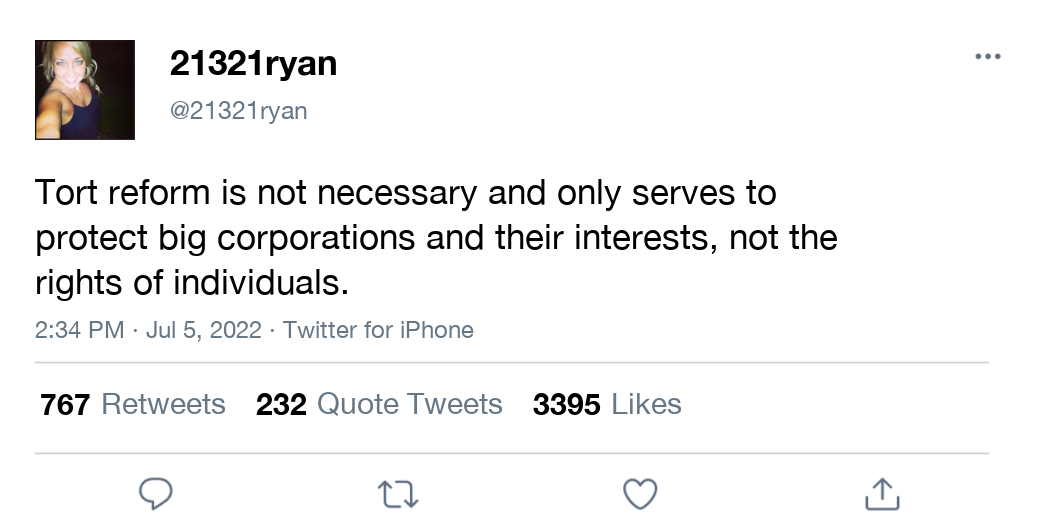 21321ryan
@21321ryan
Tort reform is not necessary and only serves to
protect big corporations and their interests, not the
rights of individuals.
2:34 PM · Jul 5, 2022 · Twitter for iPhone
767 Retweets 232 Quote Tweets 3395 Likes